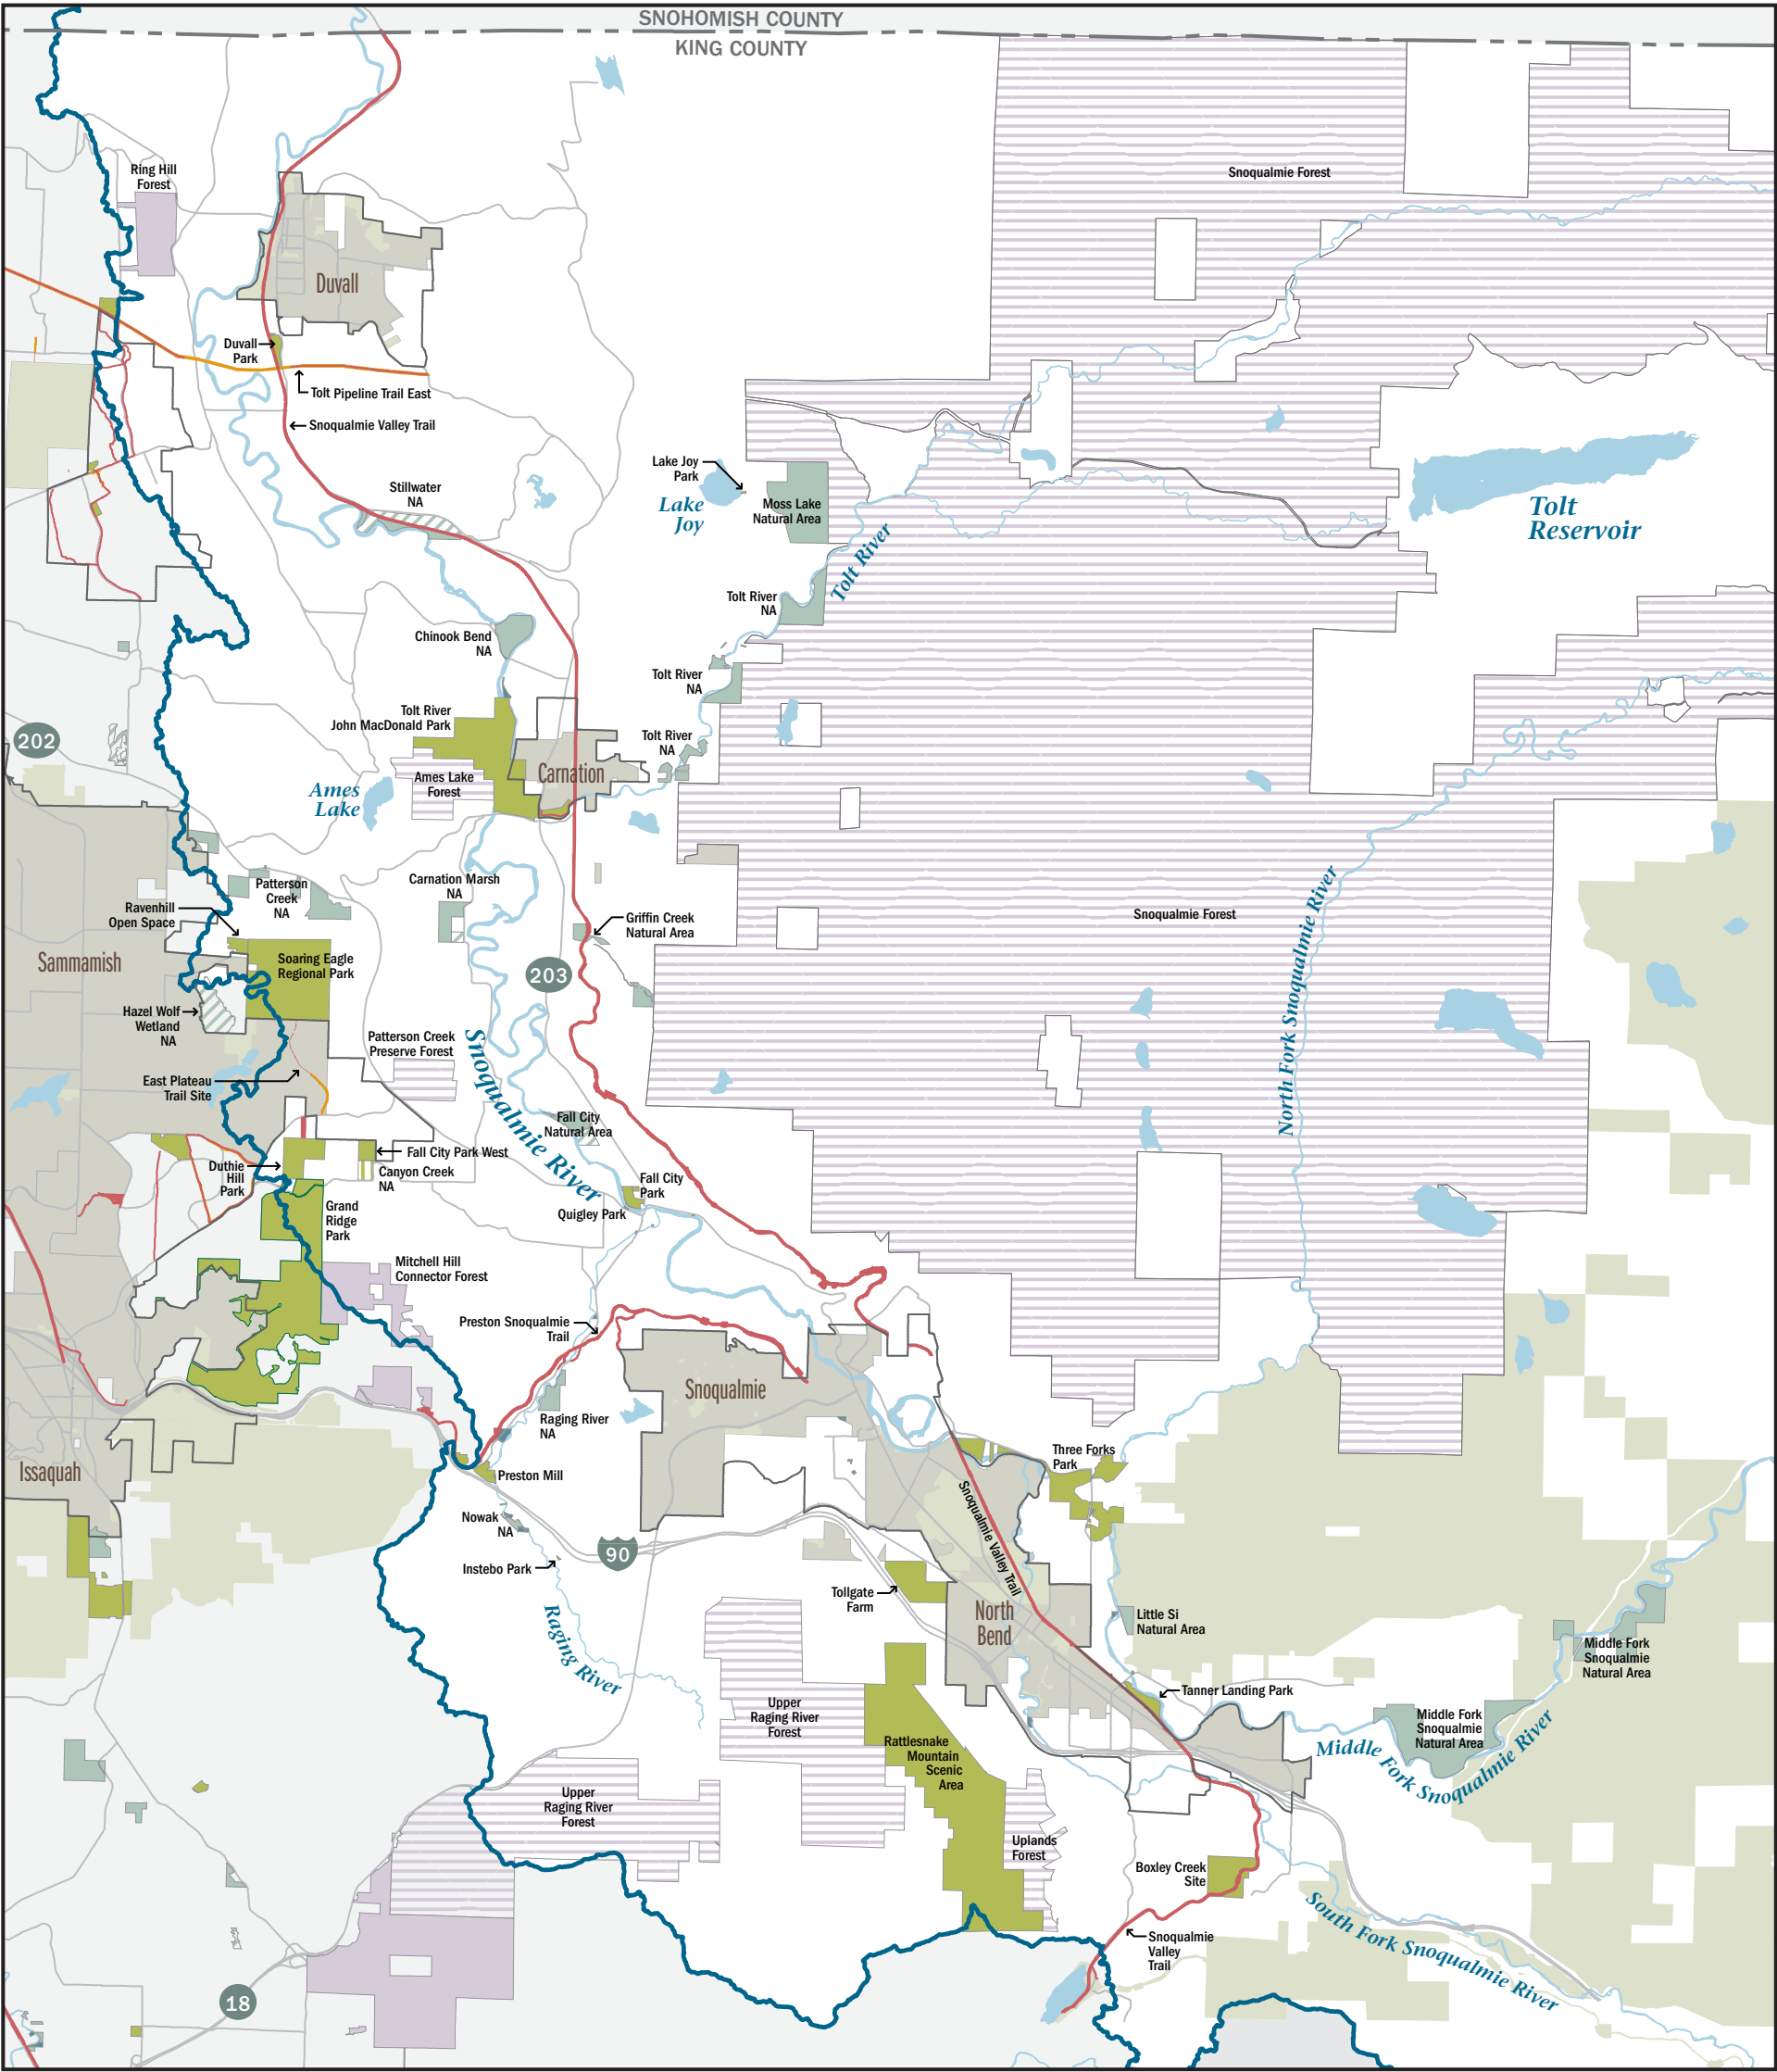 SNOHOMISH COUNTY
KING COUNTY
Ring Hill
Forest
Snoqualmie Forest
Duvall
Duvall
Park
Tolt Pipeline Trail East
Snoqualmie Valley Trail
Lake Joy
Park
Lake
Joy
Stillwater
NA
Moss Lake
Natural Area
Tolt
Reservoir
Tolt River
Tolt River
NA
Chinook Bend
NA
Tolt River
NA
Tolt River
John MacDonald Park
Tolt River
NA
202
Carnation
Ames Lake
Forest
Ames
Lake
Carnation Marsh
NA
Patterson
Creek
NA
Ravenhill
Open Space
Griffin Creek
Natural Area
Snoqualmie Forest
North Fork Snoqualmie River
Sammamish
Soaring Eagle
Regional Park
203
Hazel Wolf
Wetland
NA
Patterson Creek
Preserve Forest
Snoqualmie River
East Plateau
Trail Site
Fall City
Natural Area
Fall City Park West
Duthie
Hill
Park
Canyon Creek
NA
Fall City
Park
Quigley Park
Grand
Ridge
Park
Mitchell Hill
Connector Forest
Preston Snoqualmie
Trail
Snoqualmie
Raging River
NA
Three Forks
Park
Issaquah
Preston Mill
Snoqualmie Valley Trail
Nowak
NA
90
Instebo Park
Tollgate
Farm
North
Bend
Little Si
Natural Area
Raging River
Middle Fork
Snoqualmie
Natural Area
Tanner Landing Park
Upper
Raging River
Forest
Middle Fork
Snoqualmie
Natural Area
Middle Fork Snoqualmie River
Rattlesnake
Mountain
Scenic
Area
Upper
Raging River
Forest
Uplands
Forest
Boxley Creek
Site
South Fork Snoqualmie River
Snoqualmie
Valley
Trail
18